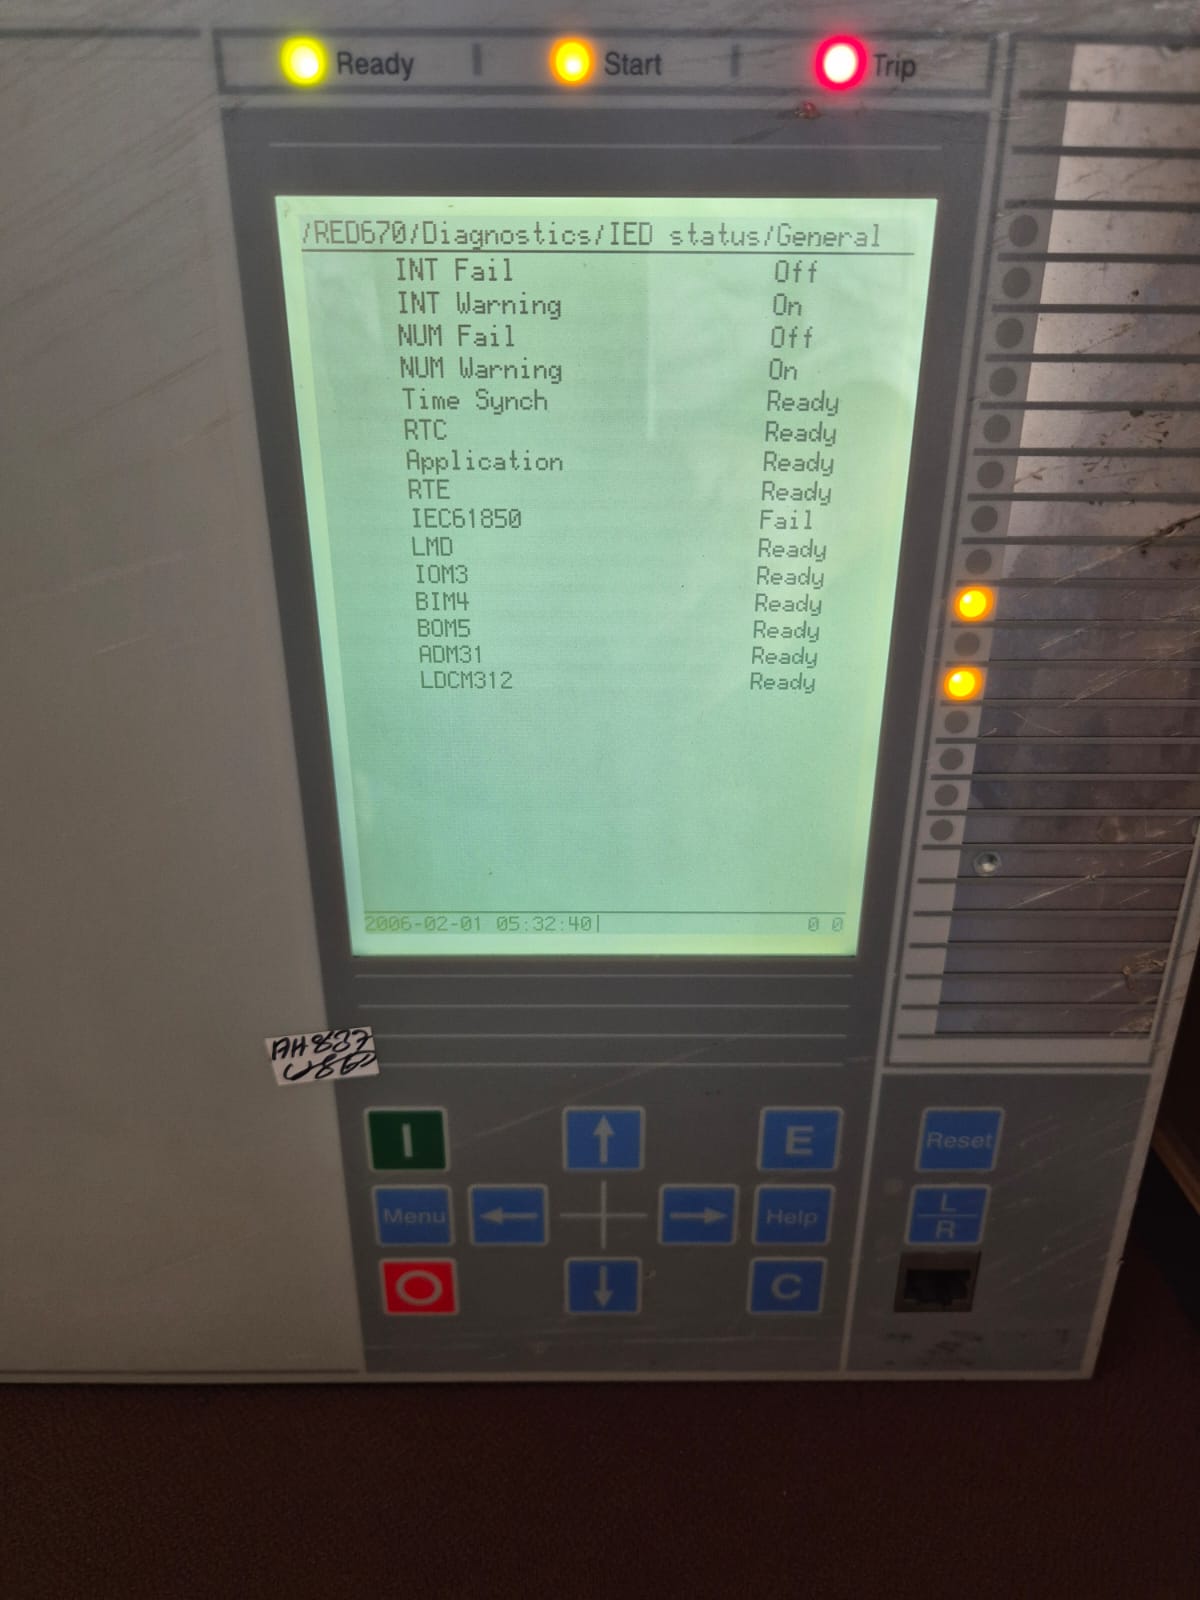 Ready | Start | Trip
/RED670/Diagnostics/IED status/General
INT Fail Off
INT Warning On
NUM Fail Off
NUM Warning On
Time Synch Ready
RTC Ready
Application Ready
RTE Ready
IEC61850 Fail
LMD Ready
IOM3 Ready
BIM4 Ready
BOM5 Ready
ADM31 Ready
LDCM312 Ready
2006-02-01 05:32:40 0 0
I E Reset
Menu Help L
R
O C